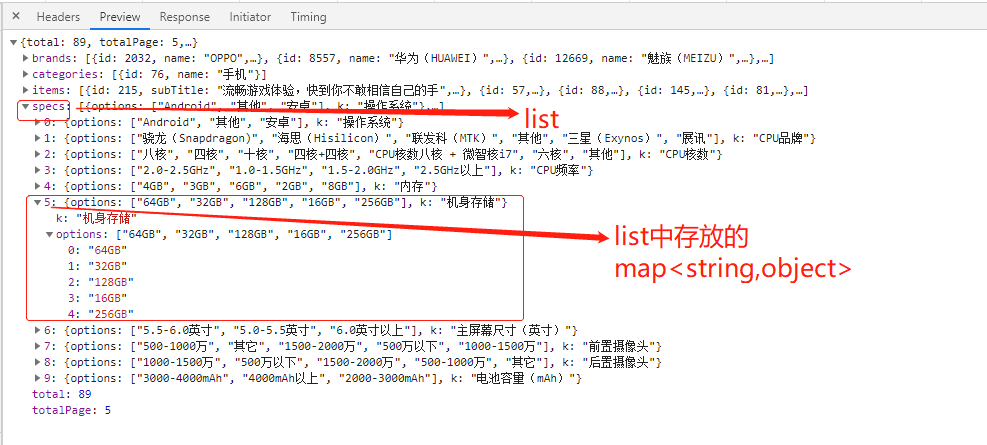 × Headers Preview Response Initiator Timing
▼{total: 89, totalPage: 5,…}
▶brands: [{id: 2032, name: "OPPO",…}, {id: 8557, name: "华为（HUAWEI）",…}, {id: 12669, name: "魅族（MEIZU）",…},…]
▶categories: [{id: 76, name: "手机"}]
▶items: [{id: 215, subTitle: "流畅游戏体验，快到你不敢相信自己的手",…}, {id: 57,…}, {id: 88,…}, {id: 145,…}, {id: 81,…},…]
▼specs: [{options: ["Android", "其他", "安卓"], k: "操作系统"},…]
list
▶0: {options: ["Android", "其他", "安卓"], k: "操作系统"}
▶1: {options: ["骁龙（Snapdragon)", "海思（Hisilicon）", "联发科（MTK）", "其他", "三星（Exynos）", "展讯"], k: "CPU品牌"}
▶2: {options: ["八核", "四核", "十核", "四核+四核", "CPU核数八核 + 微智核i7", "六核", "其他"], k: "CPU核数"}
▶3: {options: ["2.0-2.5GHz", "1.0-1.5GHz", "1.5-2.0GHz", "2.5GHz以上"], k: "CPU频率"}
▶4: {options: ["4GB", "3GB", "6GB", "2GB", "8GB"], k: "内存"}
▼5: {options: ["64GB", "32GB", "128GB", "16GB", "256GB"], k: "机身存储"}
k: "机身存储"
▼options: ["64GB", "32GB", "128GB", "16GB", "256GB"]
0: "64GB"
1: "32GB"
2: "128GB"
3: "16GB"
4: "256GB"
list中存放的
map<string,object>
▶6: {options: ["5.5-6.0英寸", "5.0-5.5英寸", "6.0英寸以上"], k: "主屏幕尺寸（英寸）"}
▶7: {options: ["500-1000万", "其它", "1500-2000万", "500万以下", "1000-1500万"], k: "前置摄像头"}
▶8: {options: ["1000-1500万", "500万以下", "1500-2000万", "500-1000万", "其它"], k: "后置摄像头"}
▶9: {options: ["3000-4000mAh", "4000mAh以上", "2000-3000mAh"], k: "电池容量（mAh）"}
total: 89
totalPage: 5